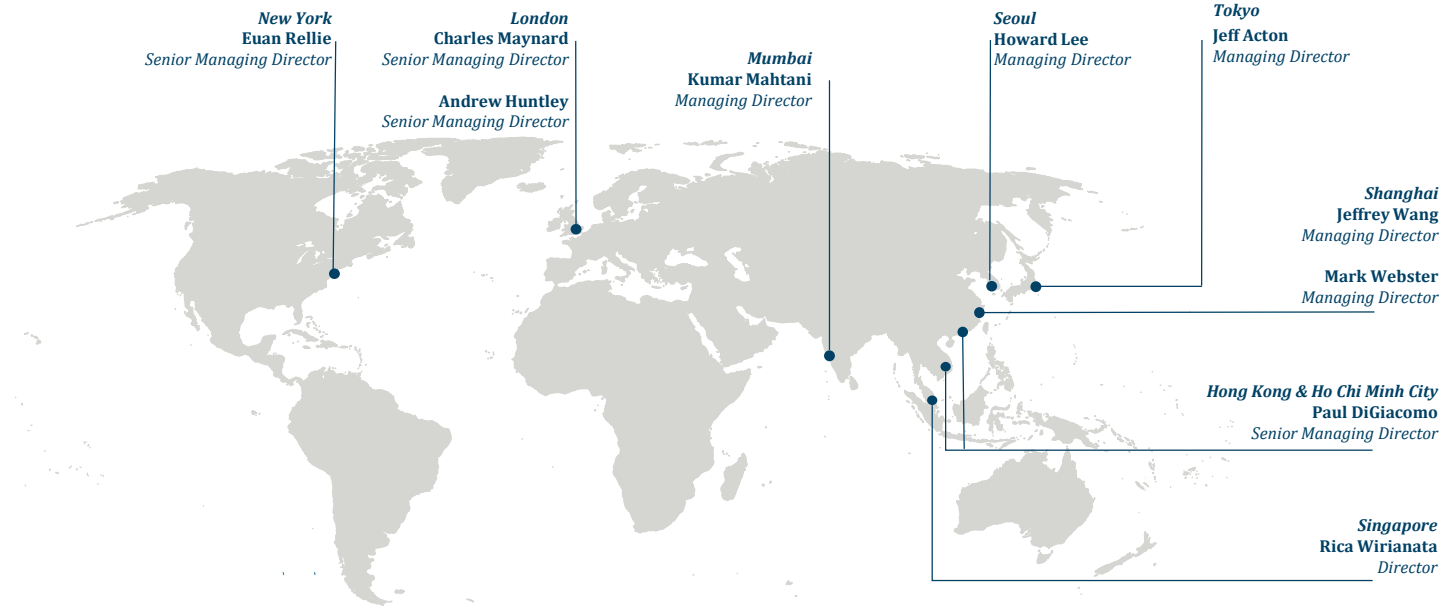 New York
Euan Rellie
Senior Managing Director
London
Charles Maynard
Senior Managing Director
Andrew Huntley
Senior Managing Director
Mumbai
Kumar Mahtani
Managing Director
Seoul
Howard Lee
Managing Director
Tokyo
Jeff Acton
Managing Director
Shanghai
Jeffrey Wang
Managing Director
Mark Webster
Managing Director
Hong Kong & Ho Chi Minh City
Paul DiGiacomo
Senior Managing Director
Singapore
Rica Wirianata
Director